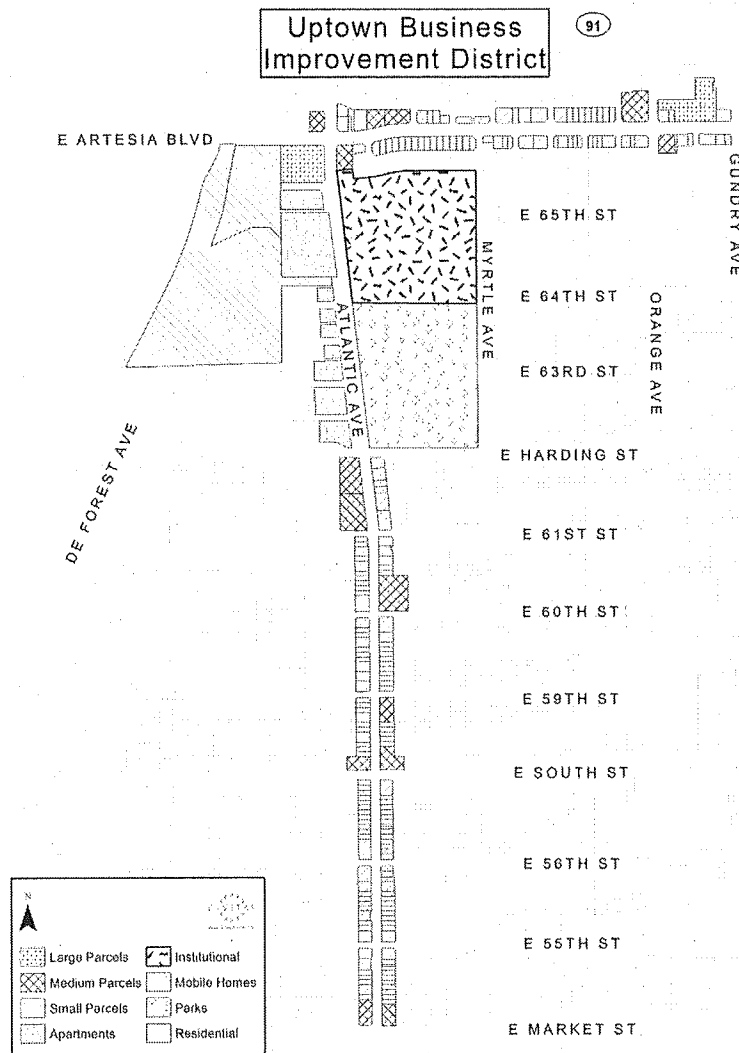 Uptown Business
Improvement District
91
E ARTESIA BLVD
GUNDRY AVE
E 65TH ST
MYRTLE AVE
E 64TH ST
ORANGE AVE
ATLANTIC AVE
E 63RD ST
DE FOREST AVE
E HARDING ST
E 61ST ST
E 60TH ST
E 59TH ST
E SOUTH ST
E 56TH ST
E 55TH ST
E MARKET ST
N
Large Parcels
Institutional
Medium Parcels
Mobile Homes
Small Parcels
Parks
Apartments
Residential